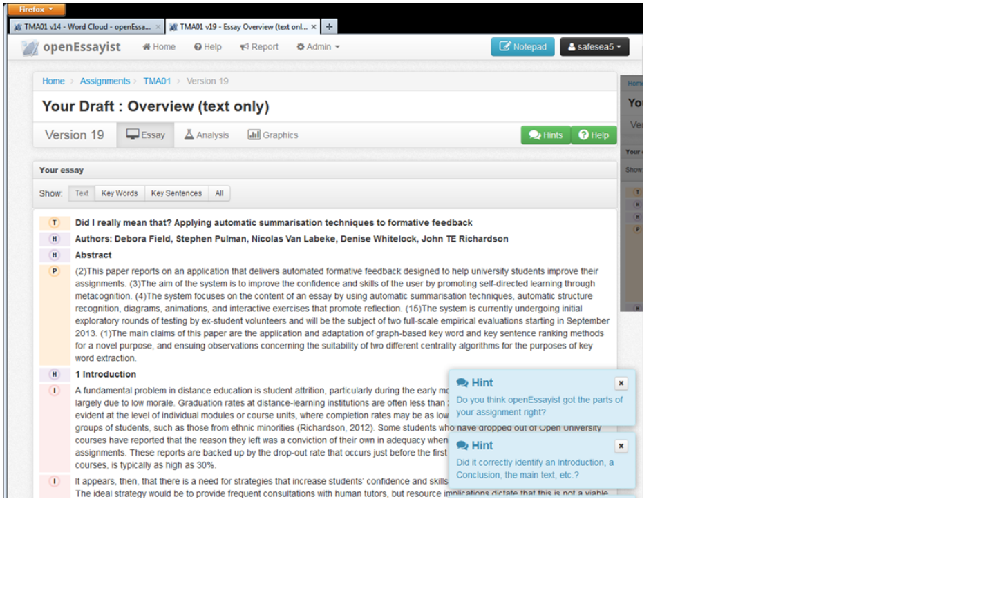 Firefox
TMA01 v14 - Word Cloud - openEssa...
TMA01 v19 - Essay Overview (text onl...
openEssayist
Home
Help
Report
Admin
Notepad
safesea5
Home > Assignments > TMA01 > Version 19
Your Draft : Overview (text only)
Version 19
Essay
Analysis
Graphics
Hints
Help
Your essay
Show:
Text
Key Words
Key Sentences
All
T Did I really mean that? Applying automatic summarisation techniques to formative feedback
H Authors: Debora Field, Stephen Pulman, Nicolas Van Labeke, Denise Whitelock, John TE Richardson
H Abstract
P (2)This paper reports on an application that delivers automated formative feedback designed to help university students improve their
assignments. (3)The aim of the system is to improve the confidence and skills of the user by promoting self-directed learning through
metacognition. (4)The system focuses on the content of an essay by using automatic summarisation techniques, automatic structure
recognition, diagrams, animations, and interactive exercises that promote reflection. (15)The system is currently undergoing initial
exploratory rounds of testing by ex-student volunteers and will be the subject of two full-scale empirical evaluations starting in September
2013. (1)The main claims of this paper are the application and adaptation of graph-based key word and key sentence ranking methods
for a novel purpose, and ensuing observations concerning the suitability of two different centrality algorithms for the purposes of key
word extraction.
H 1 Introduction
I A fundamental problem in distance education is student attrition, particularly during the early mo
largely due to low morale. Graduation rates at distance-learning institutions are often less than
evident at the level of individual modules or course units, where completion rates may be as low
groups of students, such as those from ethnic minorities (Richardson, 2012). Some students who have dropped out of Open University
courses have reported that the reason they left was a conviction of their own in adequacy when
assignments. These reports are backed up by the drop-out rate that occurs just before the first
courses, is typically as high as 30%.
I It appears, then, that there is a need for strategies that increase students' confidence and skills
The ideal strategy would be to provide frequent consultations with human tutors, but resource implications dictate that this is not a viable
Hint
Do you think openEssayist got the parts of
your assignment right?
Hint
Did it correctly identify an Introduction, a
Conclusion, the main text, etc.?
Hom
Yo
Ve
Your
Show
T
H
H
P
H